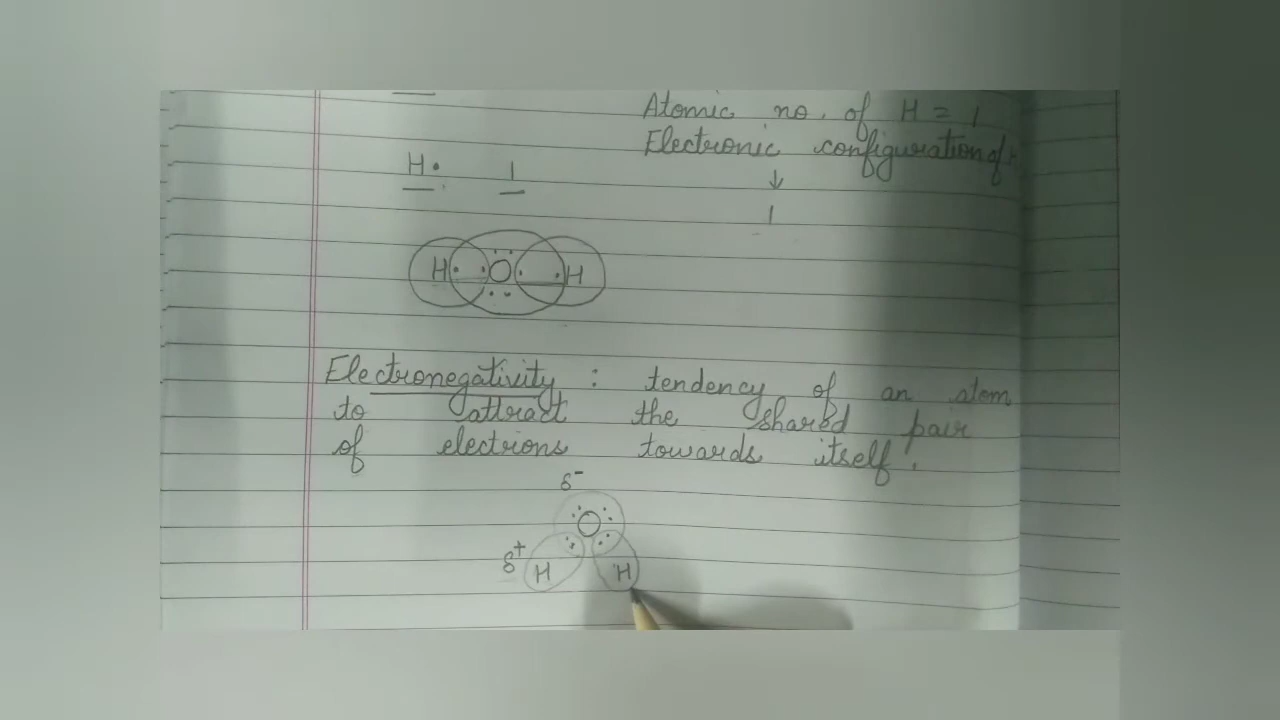 Atomic no. of H = 1
Electronic configuration of
H• 1
↓
1
H O H
Electronegativity : tendency of an atom
to attract the shared pair
of electrons towards itself.
δ⁻
O
δ⁺ H H